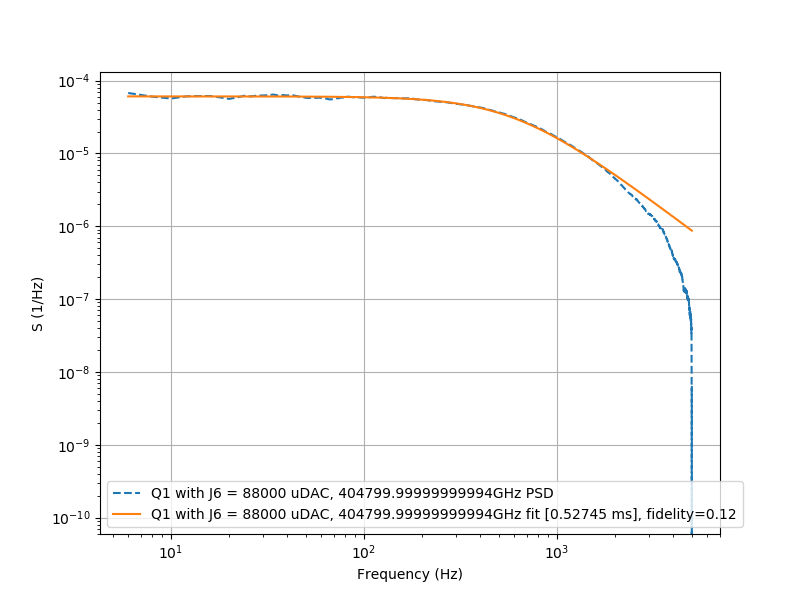 10⁻⁴
10⁻⁵
10⁻⁶
10⁻⁷
10⁻⁸
10⁻⁹
10⁻¹⁰
S (1/Hz)
Q1 with J6 = 88000 uDAC, 404799.99999999994GHz PSD
Q1 with J6 = 88000 uDAC, 404799.99999999994GHz fit [0.52745 ms], fidelity=0.12
10¹ 10² 10³
Frequency (Hz)